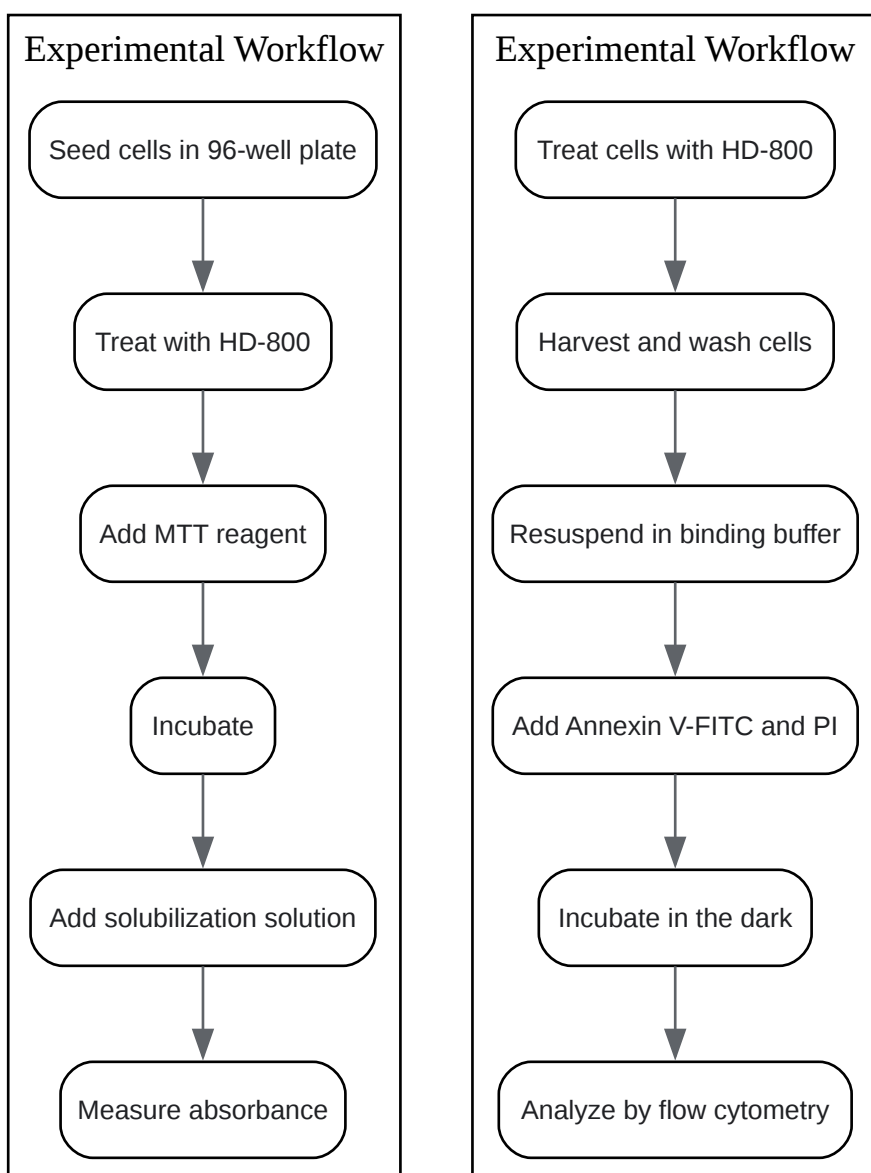 Experimental Workflow
Seed cells in 96-well plate
Treat with HD-800
Add MTT reagent
Incubate
Add solubilization solution
Measure absorbance
Experimental Workflow
Treat cells with HD-800
Harvest and wash cells
Resuspend in binding buffer
Add Annexin V-FITC and PI
Incubate in the dark
Analyze by flow cytometry